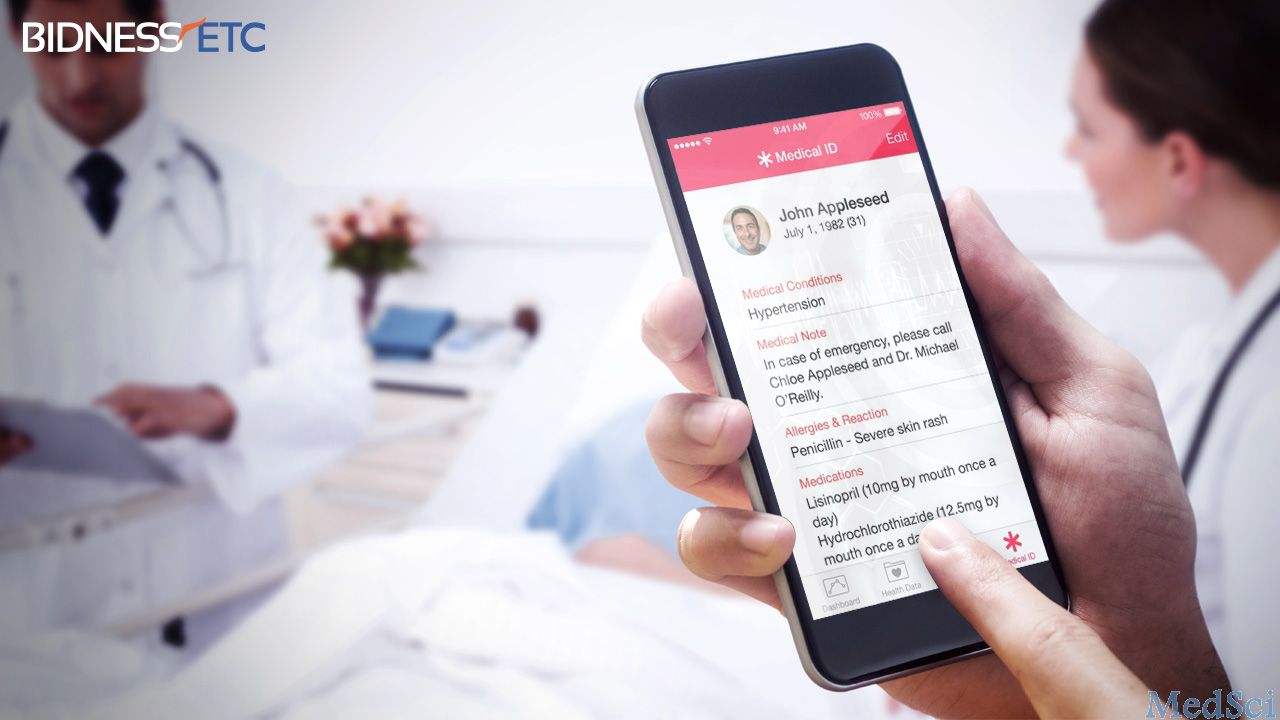 BIDNESS ETC
9:41 AM
100%
Medical ID
Edit
John Appleseed
July 1, 1982 (31)
Medical Conditions
Hypertension
Medical Note
In case of emergency, please call
Chloe Appleseed and Dr. Michael
O'Reilly.
Allergies & Reaction
Penicillin - Severe skin rash
Medications
Lisinopril (10mg by mouth once a
day)
Hydrochlorothiazide (12.5mg by
mouth once a da
Dashboard
Health Data
edical ID
MedSci